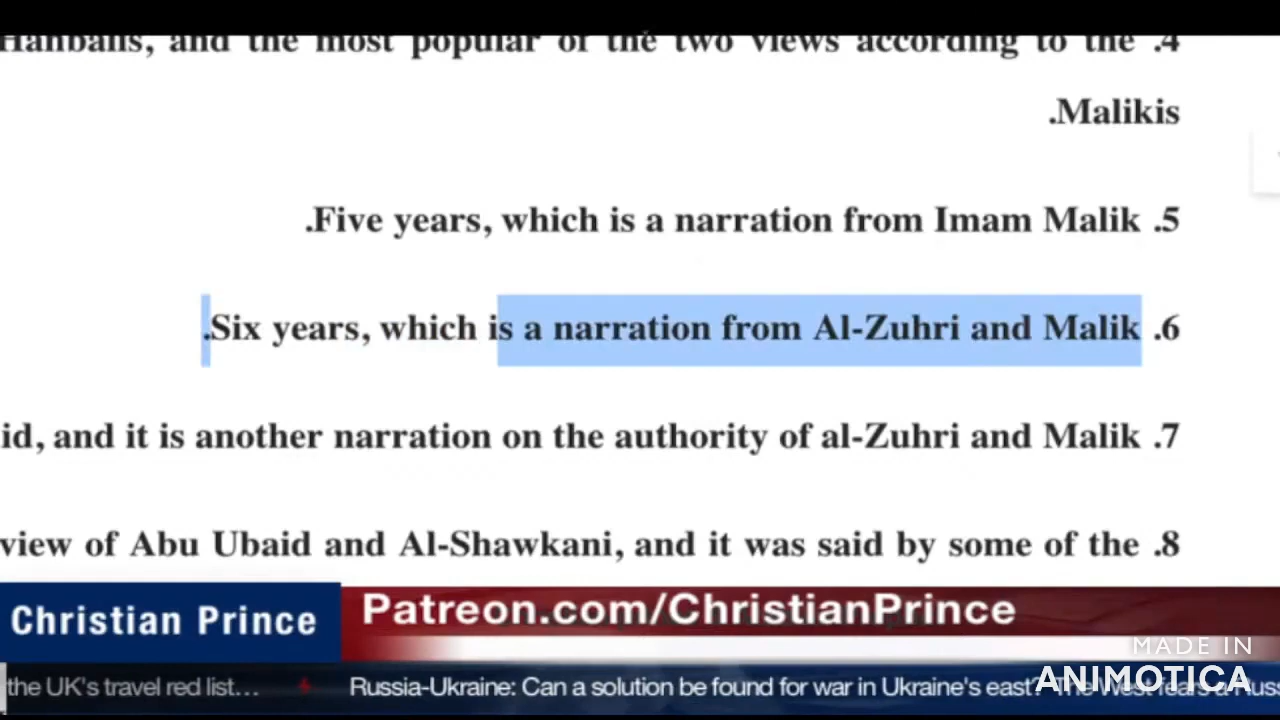 Hanbalis, and the most popular of the two views according to the .4
.Malikis
.Five years, which is a narration from Imam Malik .5
.Six years, which is a narration from Al-Zuhri and Malik .6
id, and it is another narration on the authority of al-Zuhri and Malik .7
view of Abu Ubaid and Al-Shawkani, and it was said by some of the .8
Christian Prince
Patreon.com/ChristianPrince
MADE IN
ANIMOTICA
the UK's travel red list... Russia-Ukraine: Can a solution be found for war in Ukraine's east? The West fears a Russ